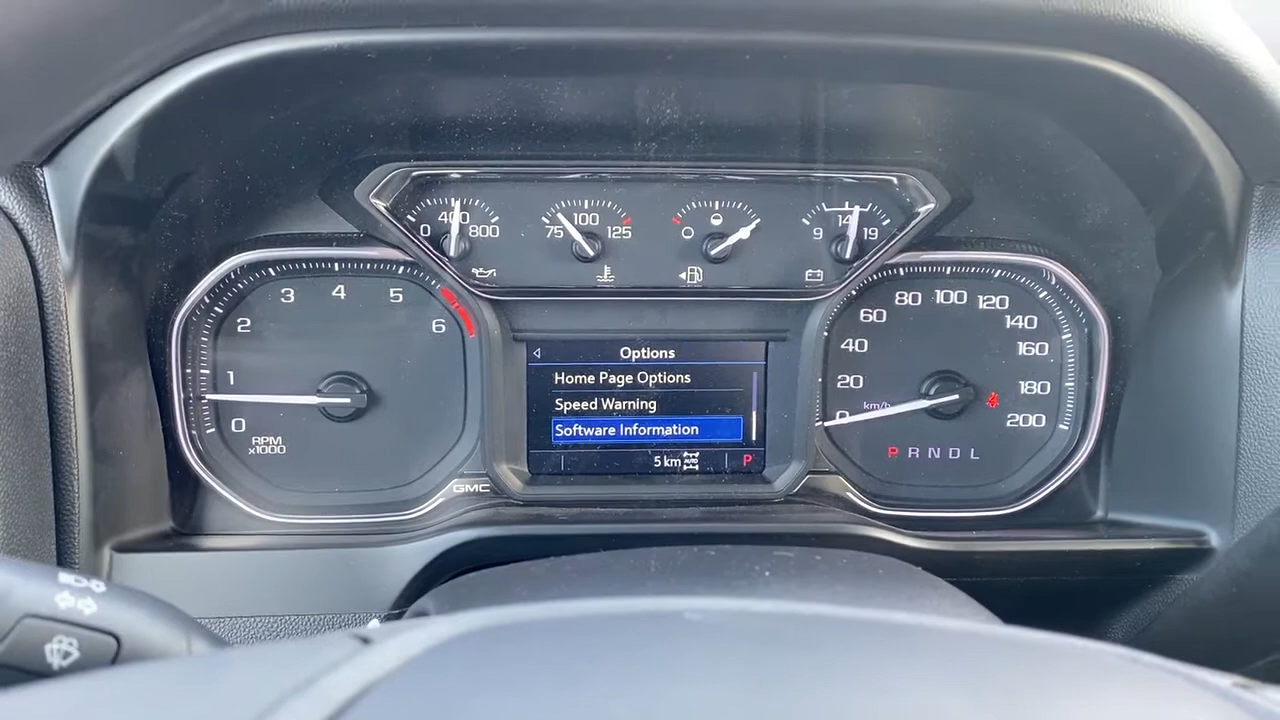 0 400 800
75 100 125
9 14 19
0 1 2 3 4 5 6
RPM
x1000
GMC
Options
Home Page Options
Speed Warning
Software Information
5 km AUTO P
0 20 40 60 80 100 120 140 160 180 200
km/h
P R N D L